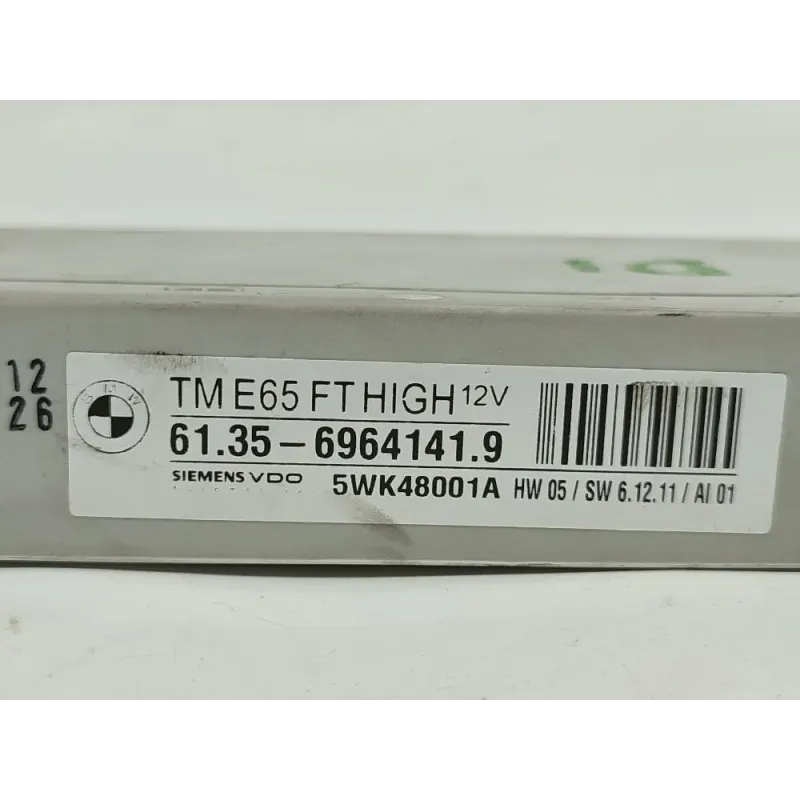 12
26
BMW
TM E65 FT HIGH 12V
61.35 – 6964141.9
SIEMENS VDO 5WK48001A HW 05 / SW 6.12.11 / AI 01